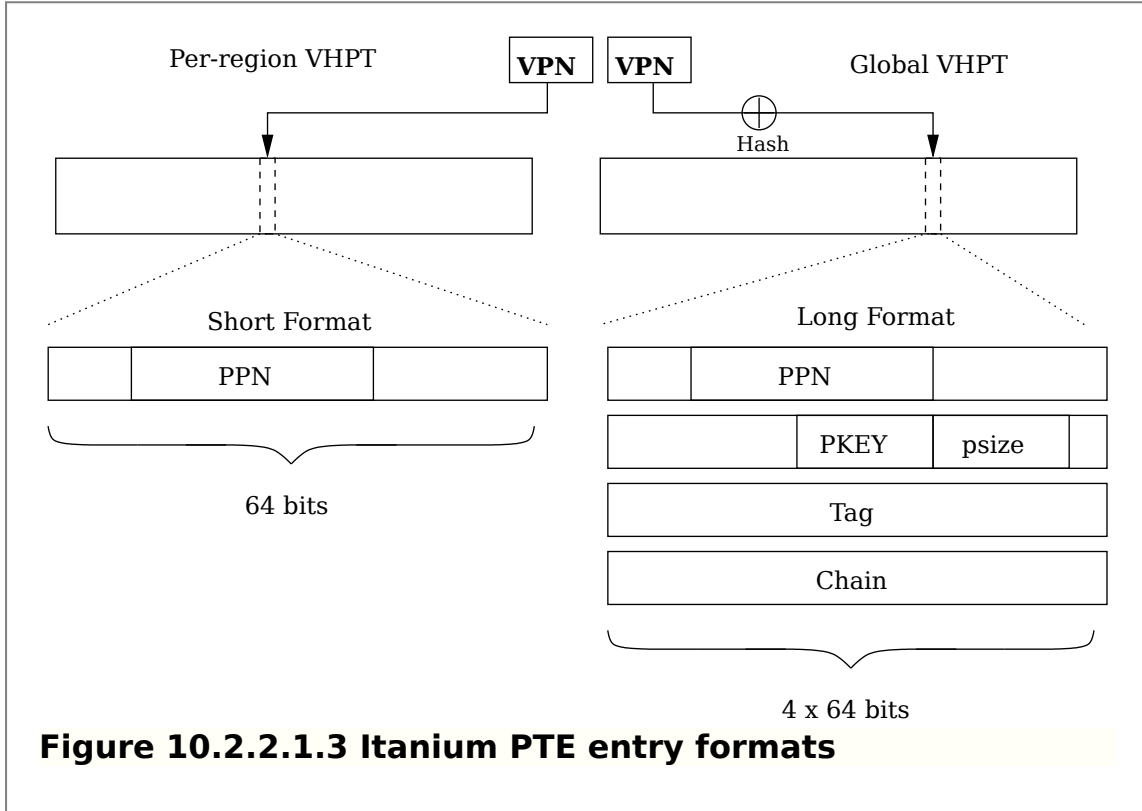 Per-region VHPT
VPN
VPN
Global VHPT
Hash
Short Format
Long Format
PPN
PPN
PKEY
psize
64 bits
Tag
Chain
4 x 64 bits
Figure 10.2.2.1.3 Itanium PTE entry formats